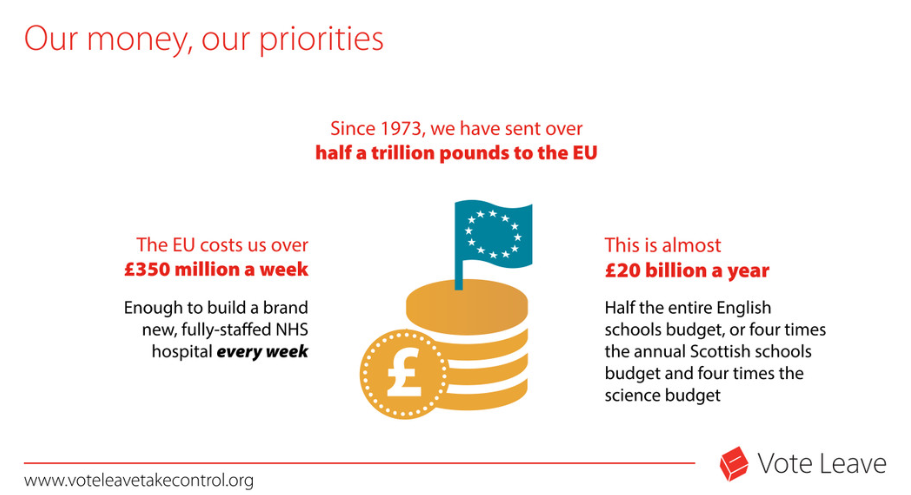 Our money, our priorities
Since 1973, we have sent over
half a trillion pounds to the EU
The EU costs us over
£350 million a week
Enough to build a brand
new, fully-staffed NHS
hospital every week
£
This is almost
£20 billion a year
Half the entire English
schools budget, or four times
the annual Scottish schools
budget and four times the
science budget
www.voteleavetakecontrol.org
Vote Leave